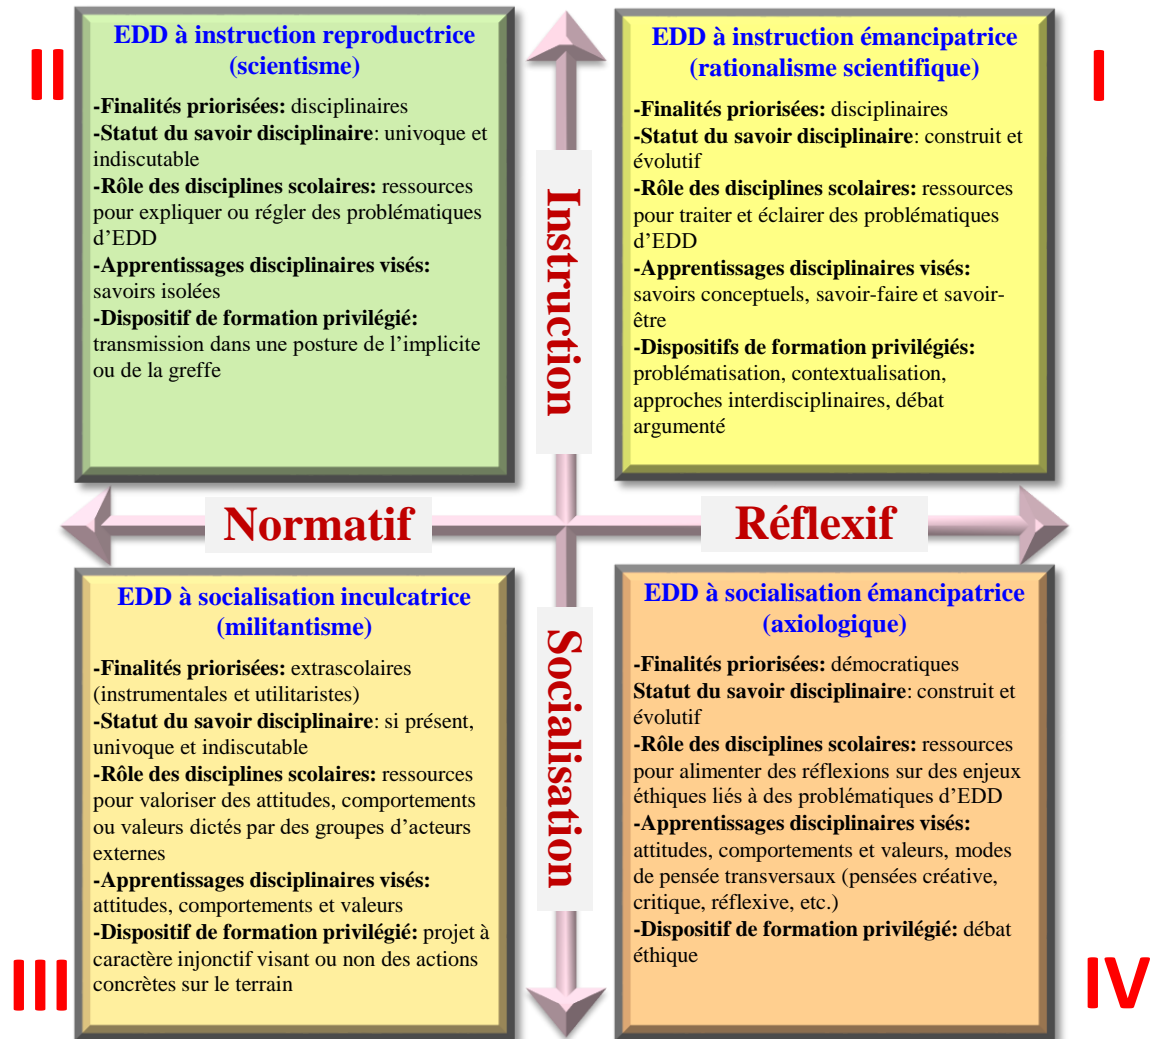 II
EDD à instruction reproductrice
(scientisme)
-Finalités priorisées: disciplinaires
-Statut du savoir disciplinaire: univoque et
indiscutable
-Rôle des disciplines scolaires: ressources
pour expliquer ou régler des problématiques
d’EDD
-Apprentissages disciplinaires visés:
savoirs isolées
-Dispositif de formation privilégié:
transmission dans une posture de l’implicite
ou de la greffe
I
EDD à instruction émancipatrice
(rationalisme scientifique)
-Finalités priorisées: disciplinaires
-Statut du savoir disciplinaire: construit et
évolutif
-Rôle des disciplines scolaires: ressources
pour traiter et éclairer des problématiques
d’EDD
-Apprentissages disciplinaires visés:
savoirs conceptuels, savoir-faire et savoir-
être
-Dispositifs de formation privilégiés:
problématisation, contextualisation,
approches interdisciplinaires, débat
argumenté
Instruction
Normatif
Réflexif
Socialisation
III
EDD à socialisation inculcatrice
(militantisme)
-Finalités priorisées: extrascolaires
(instrumentales et utilitaristes)
-Statut du savoir disciplinaire: si présent,
univoque et indiscutable
-Rôle des disciplines scolaires: ressources
pour valoriser des attitudes, comportements
ou valeurs dictés par des groupes d’acteurs
externes
-Apprentissages disciplinaires visés:
attitudes, comportements et valeurs
-Dispositif de formation privilégié: projet à
caractère injonctif visant ou non des actions
concrètes sur le terrain
IV
EDD à socialisation émancipatrice
(axiologique)
-Finalités priorisées: démocratiques
Statut du savoir disciplinaire: construit et
évolutif
-Rôle des disciplines scolaires: ressources
pour alimenter des réflexions sur des enjeux
éthiques liés à des problématiques d’EDD
-Apprentissages disciplinaires visés:
attitudes, comportements et valeurs, modes
de pensée transversaux (pensées créative,
critique, réflexive, etc.)
-Dispositif de formation privilégié: débat
éthique